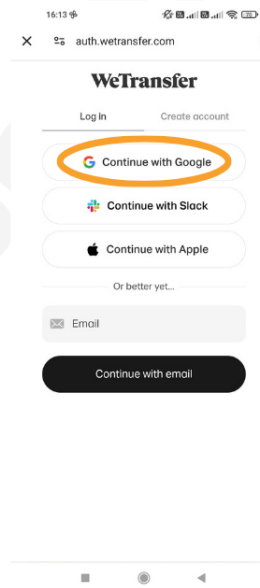 16:13
auth.wetransfer.com
WeTransfer
Log in
Create account
Continue with Google
Continue with Slack
Continue with Apple
Or better yet...
Email
Continue with email